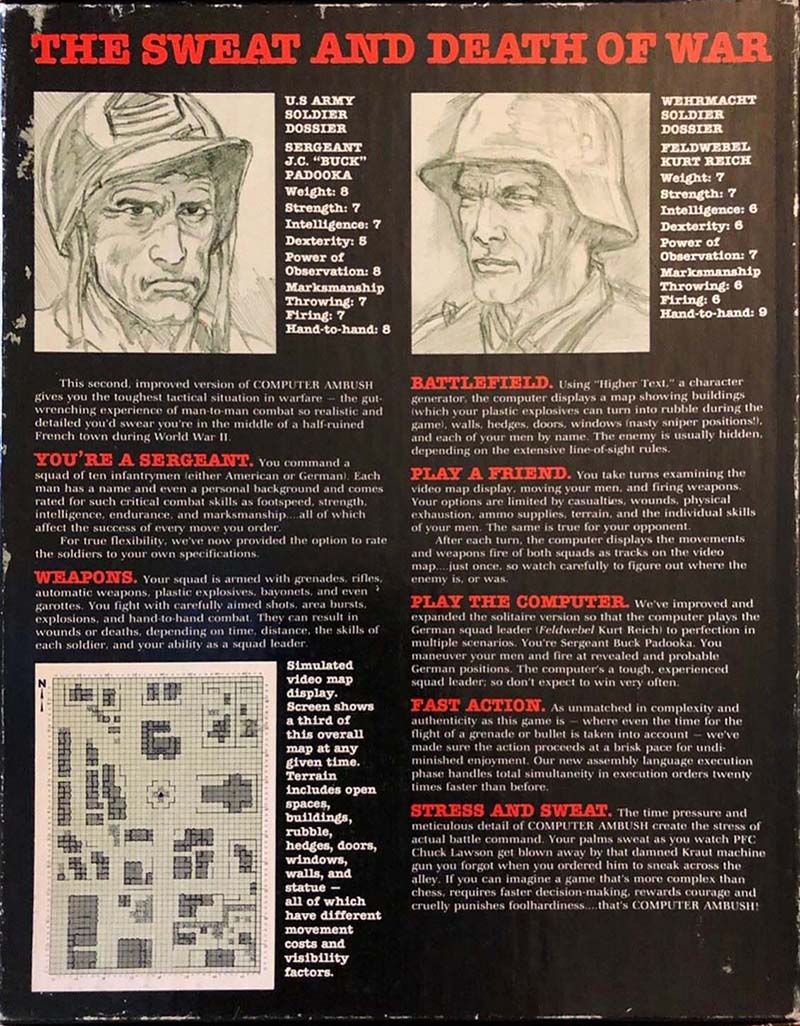 THE SWEAT AND DEATH OF WAR
U.S ARMY
SOLDIER
DOSSIER
SERGEANT
J.C. "BUCK"
PADOOKA
Weight: 8
Strength: 7
Intelligence: 7
Dexterity: 5
Power of
Observation: 8
Marksmanship
Throwing: 7
Firing: 7
Hand-to-hand: 8
WEHRMACHT
SOLDIER
DOSSIER
FELDWEBEL
KURT REICH
Weight: 7
Strength: 7
Intelligence: 6
Dexterity: 6
Power of
Observation: 7
Marksmanship
Throwing: 6
Firing: 6
Hand-to-hand: 9
This second, improved version of COMPUTER AMBUSH
gives you the toughest tactical situation in warfare — the gut-
wrenching experience of man-to-man combat so realistic and
detailed you'd swear you're in the middle of a half-ruined
French town during World War II.
YOU'RE A SERGEANT. You command a
squad of ten infantrymen (either American or German). Each
man has a name and even a personal background and comes
rated for such critical combat skills as footspeed, strength,
intelligence, endurance, and marksmanship....all of which
affect the success of every move you order.
For true flexibility, we've now provided the option to rate
the soldiers to your own specifications.
WEAPONS. Your squad is armed with grenades, rifles,
automatic weapons, plastic explosives, bayonets, and even
garottes. You fight with carefully aimed shots, area bursts,
explosions, and hand-to-hand combat. They can result in
wounds or deaths, depending on time, distance, the skills of
each soldier, and your ability as a squad leader.
N
Simulated
video map
display.
Screen shows
a third of
this overall
map at any
given time.
Terrain
includes open
spaces,
buildings,
rubble,
hedges, doors,
windows,
walls, and
statue —
all of which
have different
movement
costs and
visibility
factors.
BATTLEFIELD. Using "Higher Text," a character
generator, the computer displays a map showing buildings
(which your plastic explosives can turn into rubble during the
game), walls, hedges, doors, windows (nasty sniper positions!),
and each of your men by name. The enemy is usually hidden,
depending on the extensive line-of-sight rules.
PLAY A FRIEND. You take turns examining the
video map display, moving your men, and firing weapons.
Your options are limited by casualties, wounds, physical
exhaustion, ammo supplies, terrain, and the individual skills
of your men. The same is true for your opponent.
After each turn, the computer displays the movements
and weapons fire of both squads as tracks on the video
map....just once, so watch carefully to figure out where the
enemy is, or was.
PLAY THE COMPUTER. We've improved and
expanded the solitaire version so that the computer plays the
German squad leader (Feldwebel Kurt Reich) to perfection in
multiple scenarios. You're Sergeant Buck Padooka. You
maneuver your men and fire at revealed and probable
German positions. The computer's a tough, experienced
squad leader; so don't expect to win very often.
FAST ACTION. As unmatched in complexity and
authenticity as this game is — where even the time for the
flight of a grenade or bullet is taken into account — we've
made sure the action proceeds at a brisk pace for undi-
minished enjoyment. Our new assembly language execution
phase handles total simultaneity in execution orders twenty
times faster than before.
STRESS AND SWEAT. The time pressure and
meticulous detail of COMPUTER AMBUSH create the stress of
actual battle command. Your palms sweat as you watch PFC
Chuck Lawson get blown away by that damned Kraut machine
gun you forgot when you ordered him to sneak across the
alley. If you can imagine a game that's more complex than
chess, requires faster decision-making, rewards courage and
cruelly punishes foolhardiness....that's COMPUTER AMBUSH!